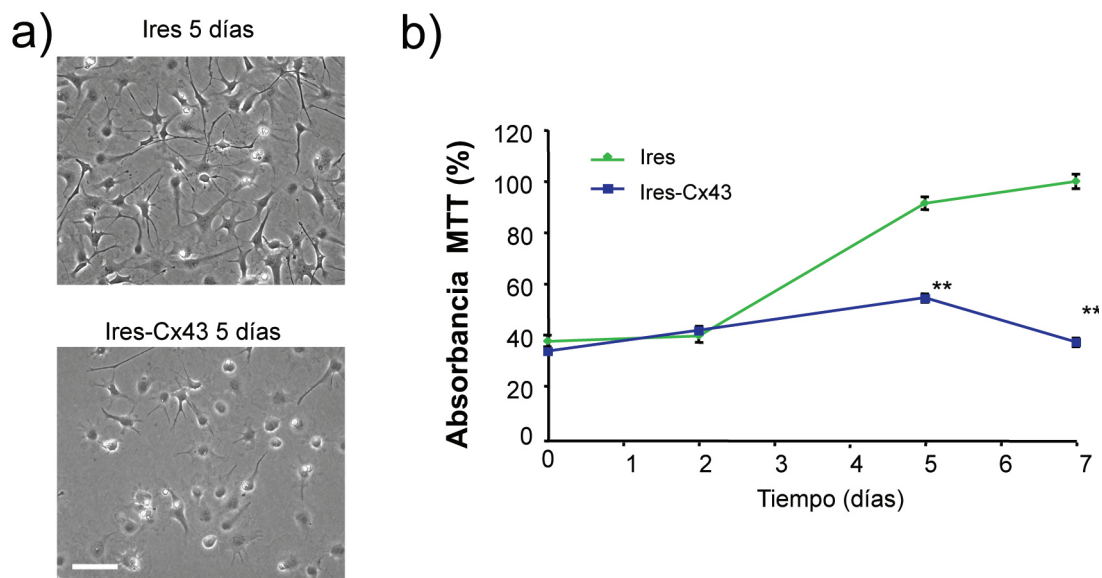 a)
Ires 5 días
Ires-Cx43 5 días
b)
Absorbancia MTT (%)
120
100
80
60
40
20
0
Ires
Ires-Cx43
**
**
0 1 2 3 4 5 6 7
Tiempo (días)